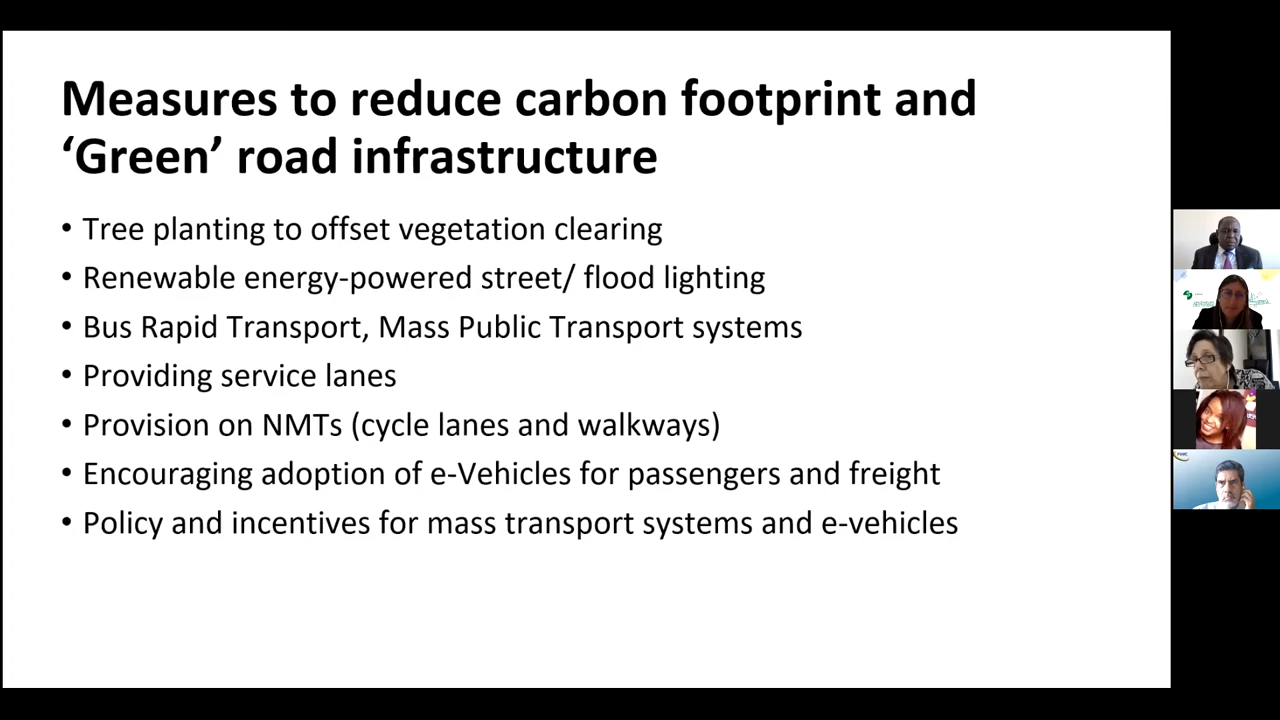 Measures to reduce carbon footprint and
‘Green’ road infrastructure
• Tree planting to offset vegetation clearing
• Renewable energy-powered street/ flood lighting
• Bus Rapid Transport, Mass Public Transport systems
• Providing service lanes
• Provision on NMTs (cycle lanes and walkways)
• Encouraging adoption of e-Vehicles for passengers and freight
• Policy and incentives for mass transport systems and e-vehicles